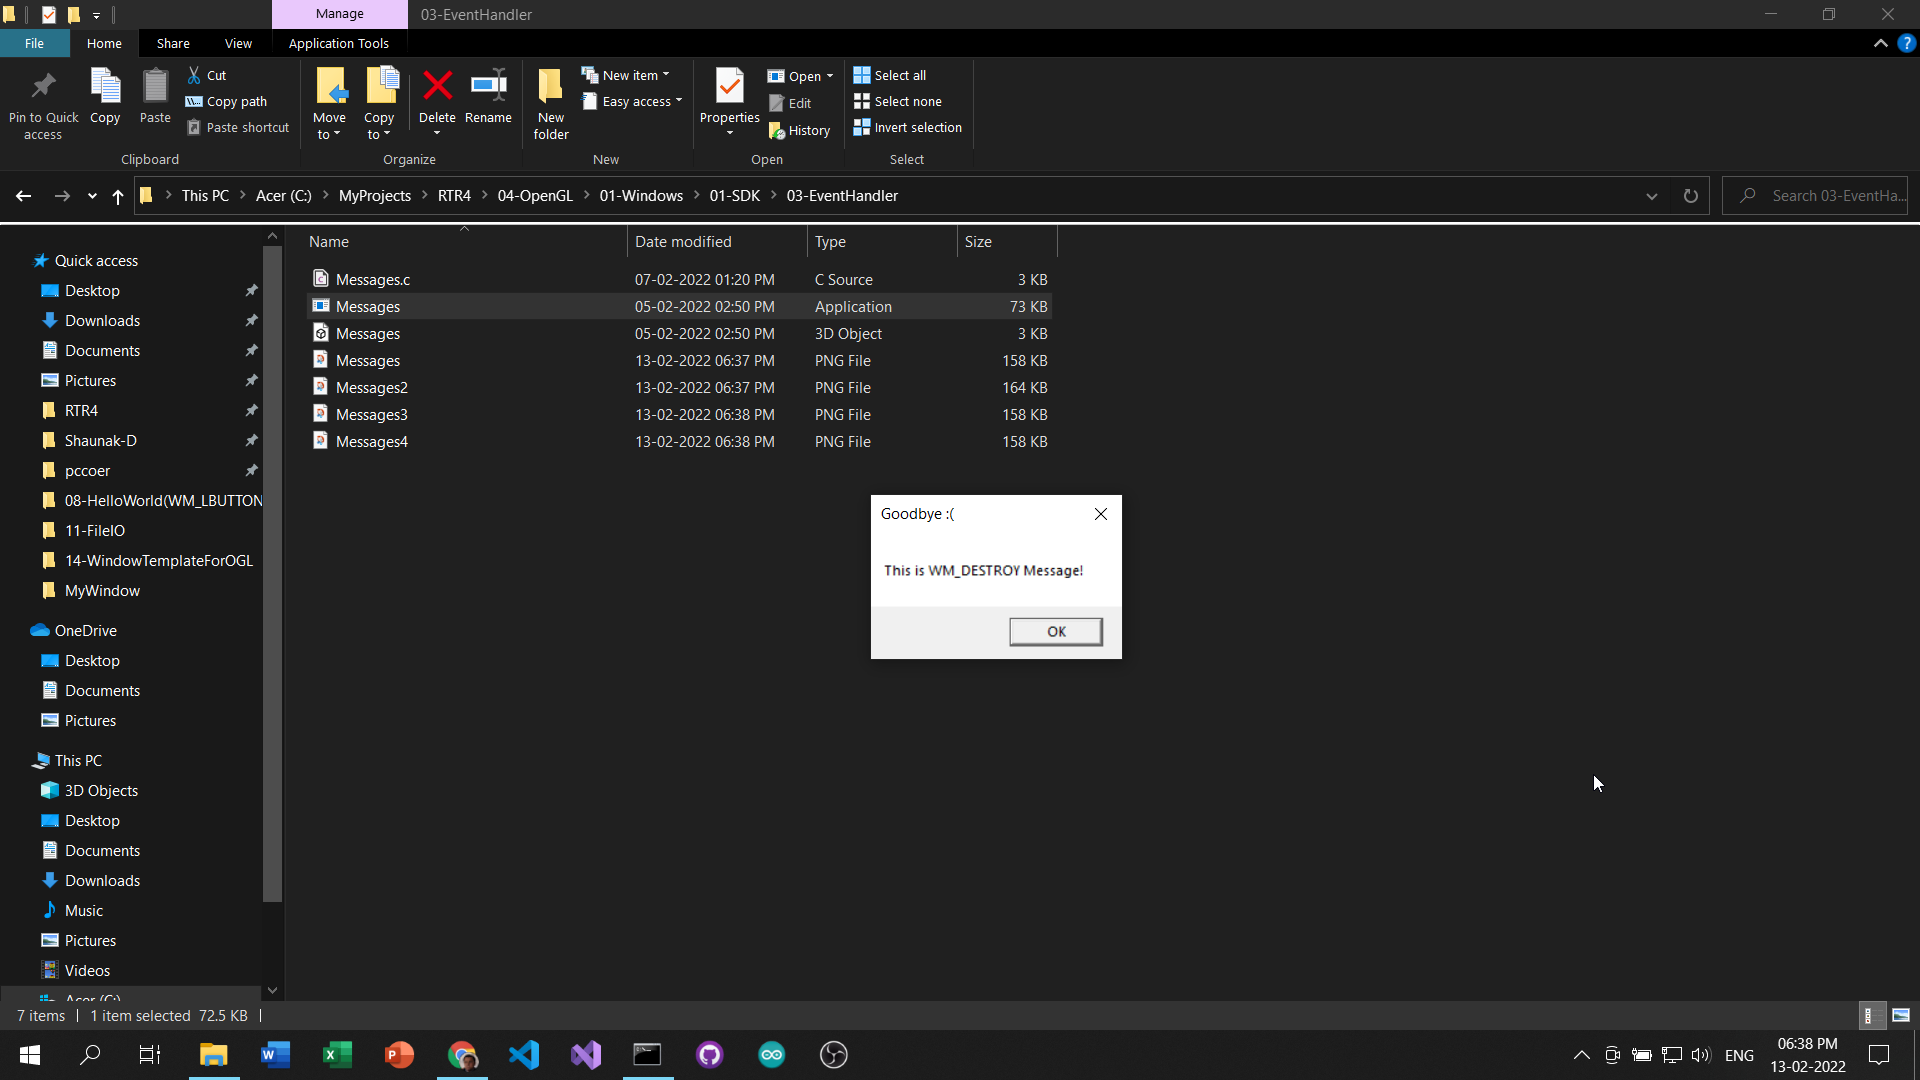 Manage
03-EventHandler
File
Home
Share
View
Application Tools
Pin to Quick access
Copy
Paste
Cut
Copy path
Paste shortcut
Clipboard
Move to
Copy to
Delete
Rename
Organize
New folder
New item
Easy access
New
Properties
Open
Edit
History
Open
Select all
Select none
Invert selection
Select
This PC
Acer (C:)
MyProjects
RTR4
04-OpenGL
01-Windows
01-SDK
03-EventHandler
Search 03-EventHa...
Name
Date modified
Type
Size
Messages.c 07-02-2022 01:20 PM C Source 3 KB
Messages 05-02-2022 02:50 PM Application 73 KB
Messages 05-02-2022 02:50 PM 3D Object 3 KB
Messages 13-02-2022 06:37 PM PNG File 158 KB
Messages2 13-02-2022 06:37 PM PNG File 164 KB
Messages3 13-02-2022 06:38 PM PNG File 158 KB
Messages4 13-02-2022 06:38 PM PNG File 158 KB
Quick access
Desktop
Downloads
Documents
Pictures
RTR4
Shaunak-D
pccoer
08-HelloWorld(WM_LBUTTON
11-FileIO
14-WindowTemplateForOGL
MyWindow
OneDrive
Desktop
Documents
Pictures
This PC
3D Objects
Desktop
Documents
Downloads
Music
Pictures
Videos
Acer (C:)
Goodbye :(
This is WM_DESTROY Message!
OK
7 items
1 item selected 72.5 KB
ENG
06:38 PM
13-02-2022